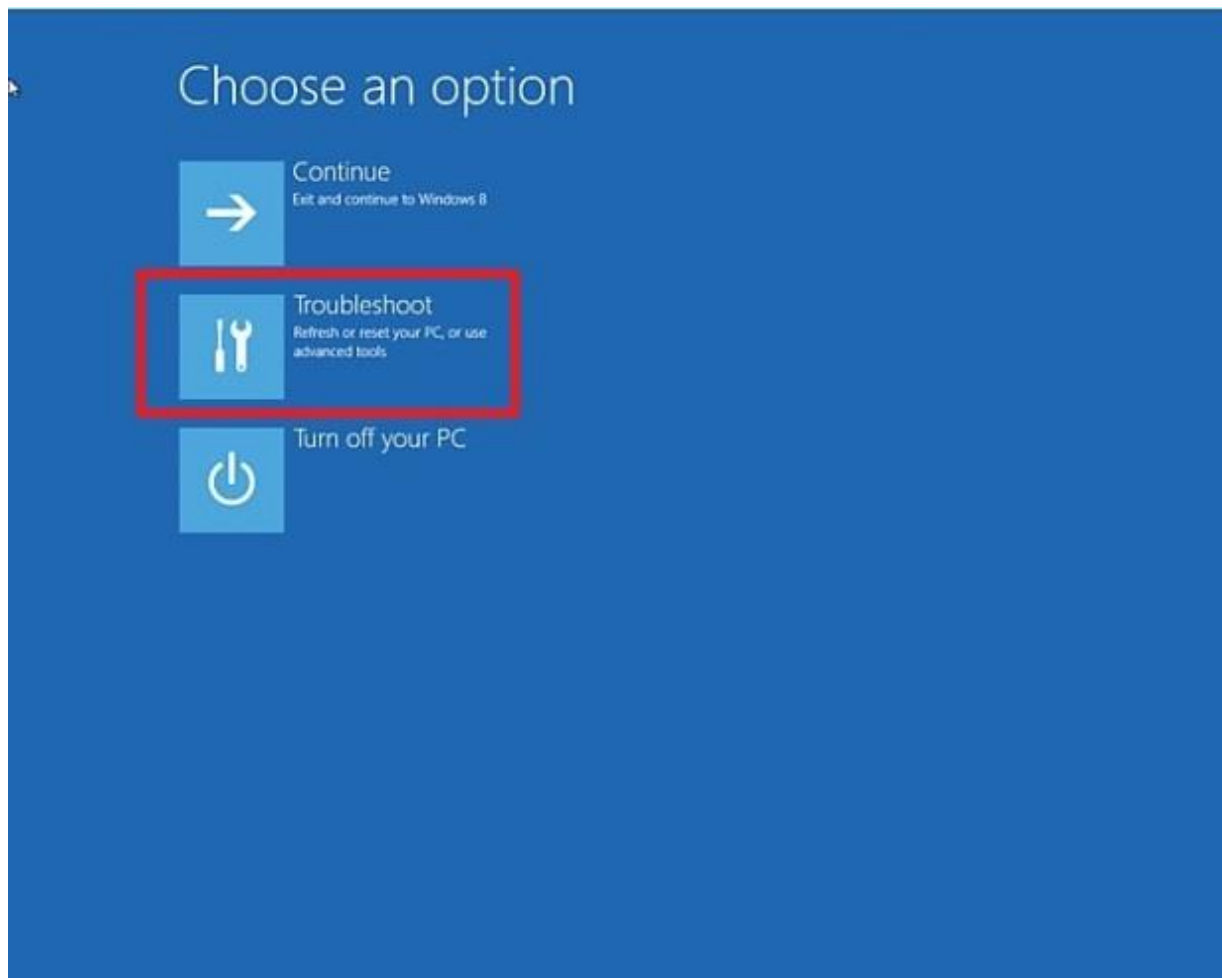 Choose an option
Continue
Exit and continue to Windows 8
Troubleshoot
Refresh or reset your PC, or use
advanced tools
Turn off your PC